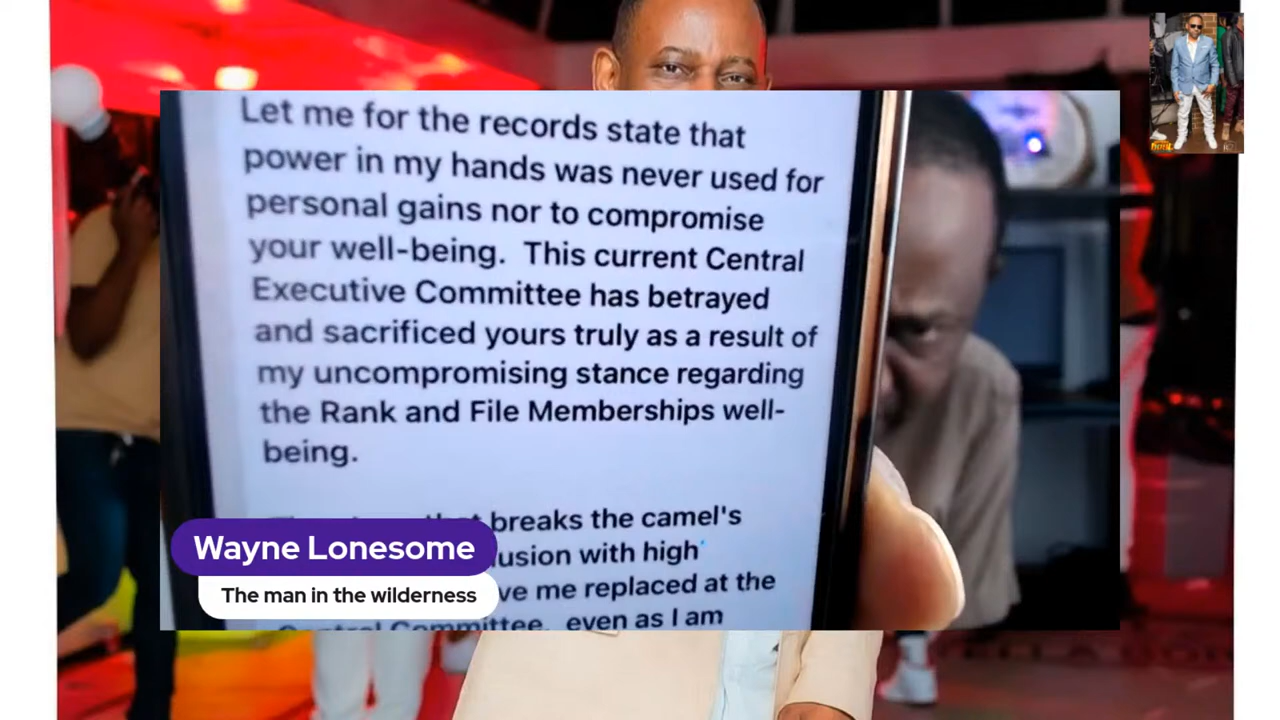 Let me for the records state that
power in my hands was never used for
personal gains nor to compromise
your well-being. This current Central
Executive Committee has betrayed
and sacrificed yours truly as a result of
my uncompromising stance regarding
the Rank and File Memberships well-
being.
breaks the camel's
with high
me replaced at the
Committee, even as I am
Wayne Lonesome
The man in the wilderness